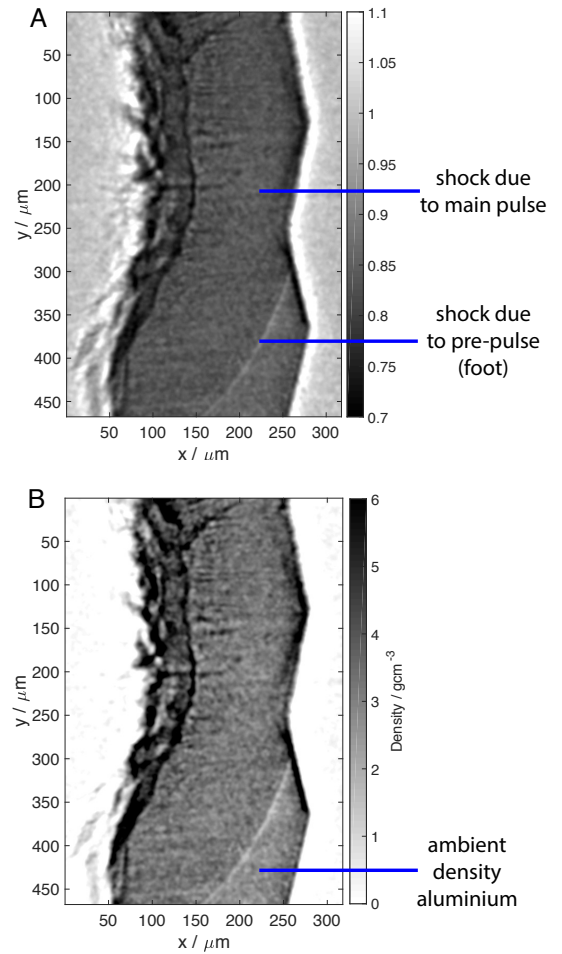 A
50
100
150
200
250
300
350
400
450
y / μm
50 100 150 200 250 300
x / μm
1.1
1.05
1
0.95
0.9
0.85
0.8
0.75
0.7
shock due
to main pulse
shock due
to pre-pulse
(foot)
B
50
100
150
200
250
300
350
400
450
y / μm
50 100 150 200 250 300
x / μm
6
5
4
3
2
1
0
Density / gcm⁻³
ambient
density
aluminium